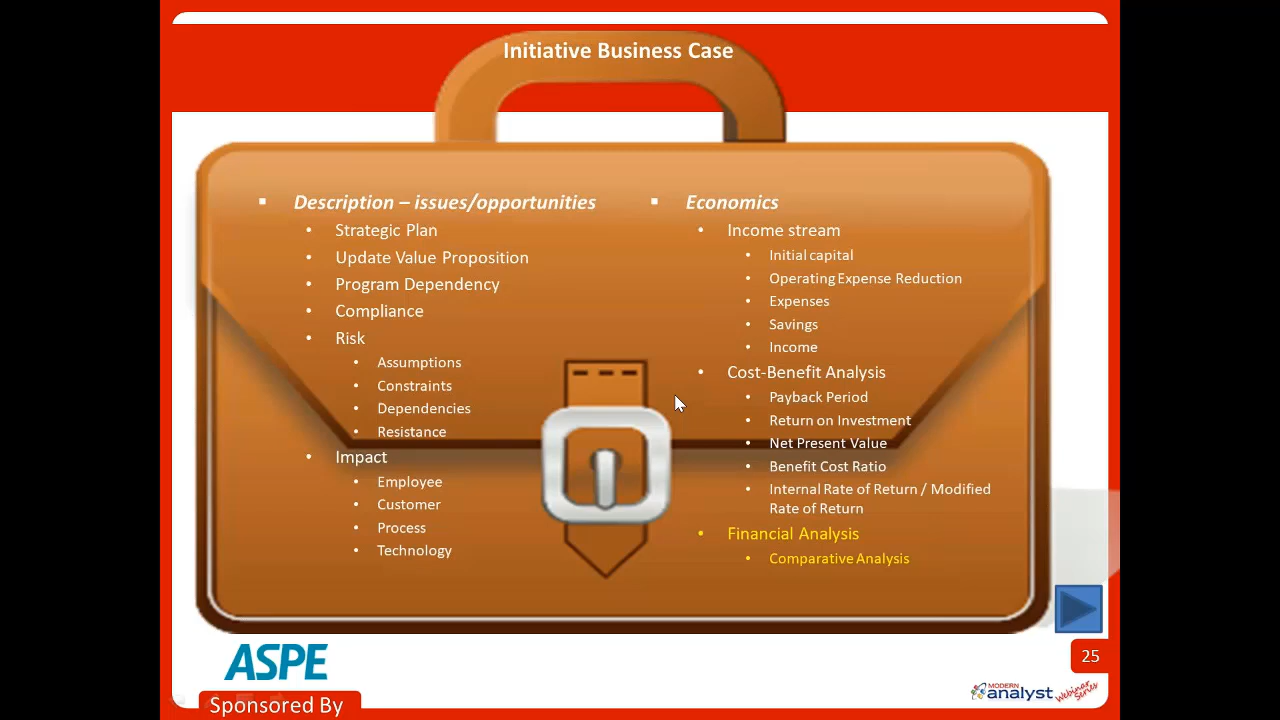 Initiative Business Case
Description – issues/opportunities
Strategic Plan
Update Value Proposition
Program Dependency
Compliance
Risk
Assumptions
Constraints
Dependencies
Resistance
Impact
Employee
Customer
Process
Technology
Economics
Income stream
Initial capital
Operating Expense Reduction
Expenses
Savings
Income
Cost-Benefit Analysis
Payback Period
Return on Investment
Net Present Value
Benefit Cost Ratio
Internal Rate of Return / Modified
Rate of Return
Financial Analysis
Comparative Analysis
ASPE
Sponsored By
25
MODERN
analyst
Webinar
Series